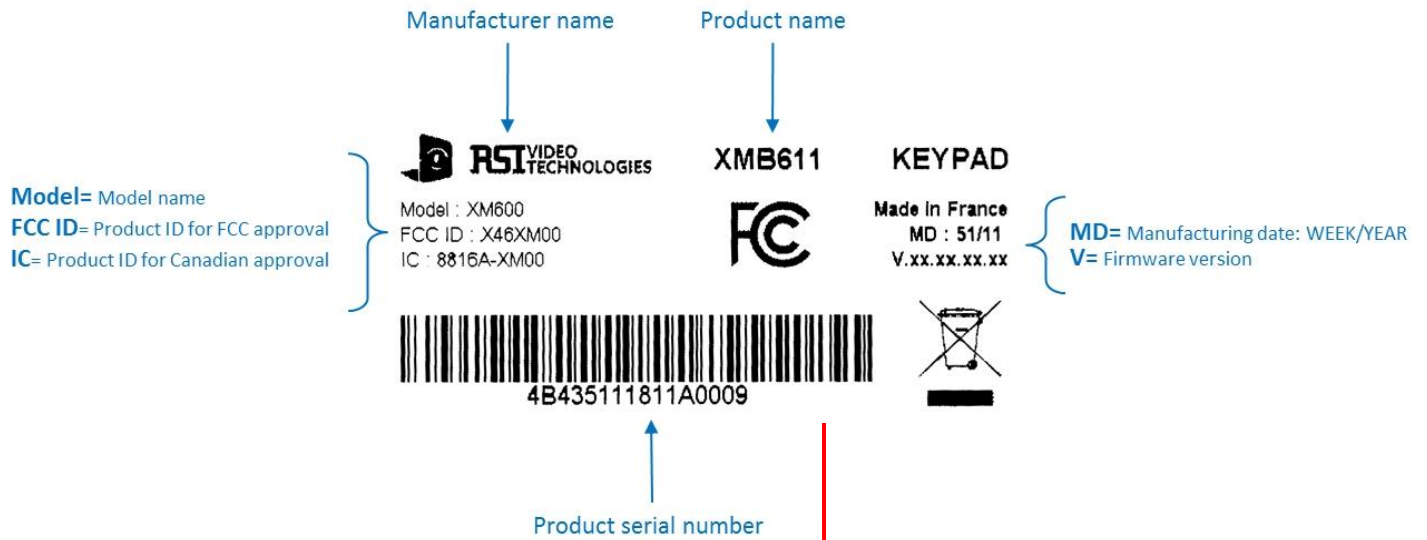 Manufacturer name
Product name
RSI VIDEO TECHNOLOGIES
XMB611
KEYPAD
Model= Model name
FCC ID= Product ID for FCC approval
IC= Product ID for Canadian approval
Model : XM600
FCC ID : X46XM00
IC : 8816A-XM00
FC
Made in France
MD : 51/11
V.xx.xx.xx.xx
MD= Manufacturing date: WEEK/YEAR
V= Firmware version
4B435111811A0009
Product serial number